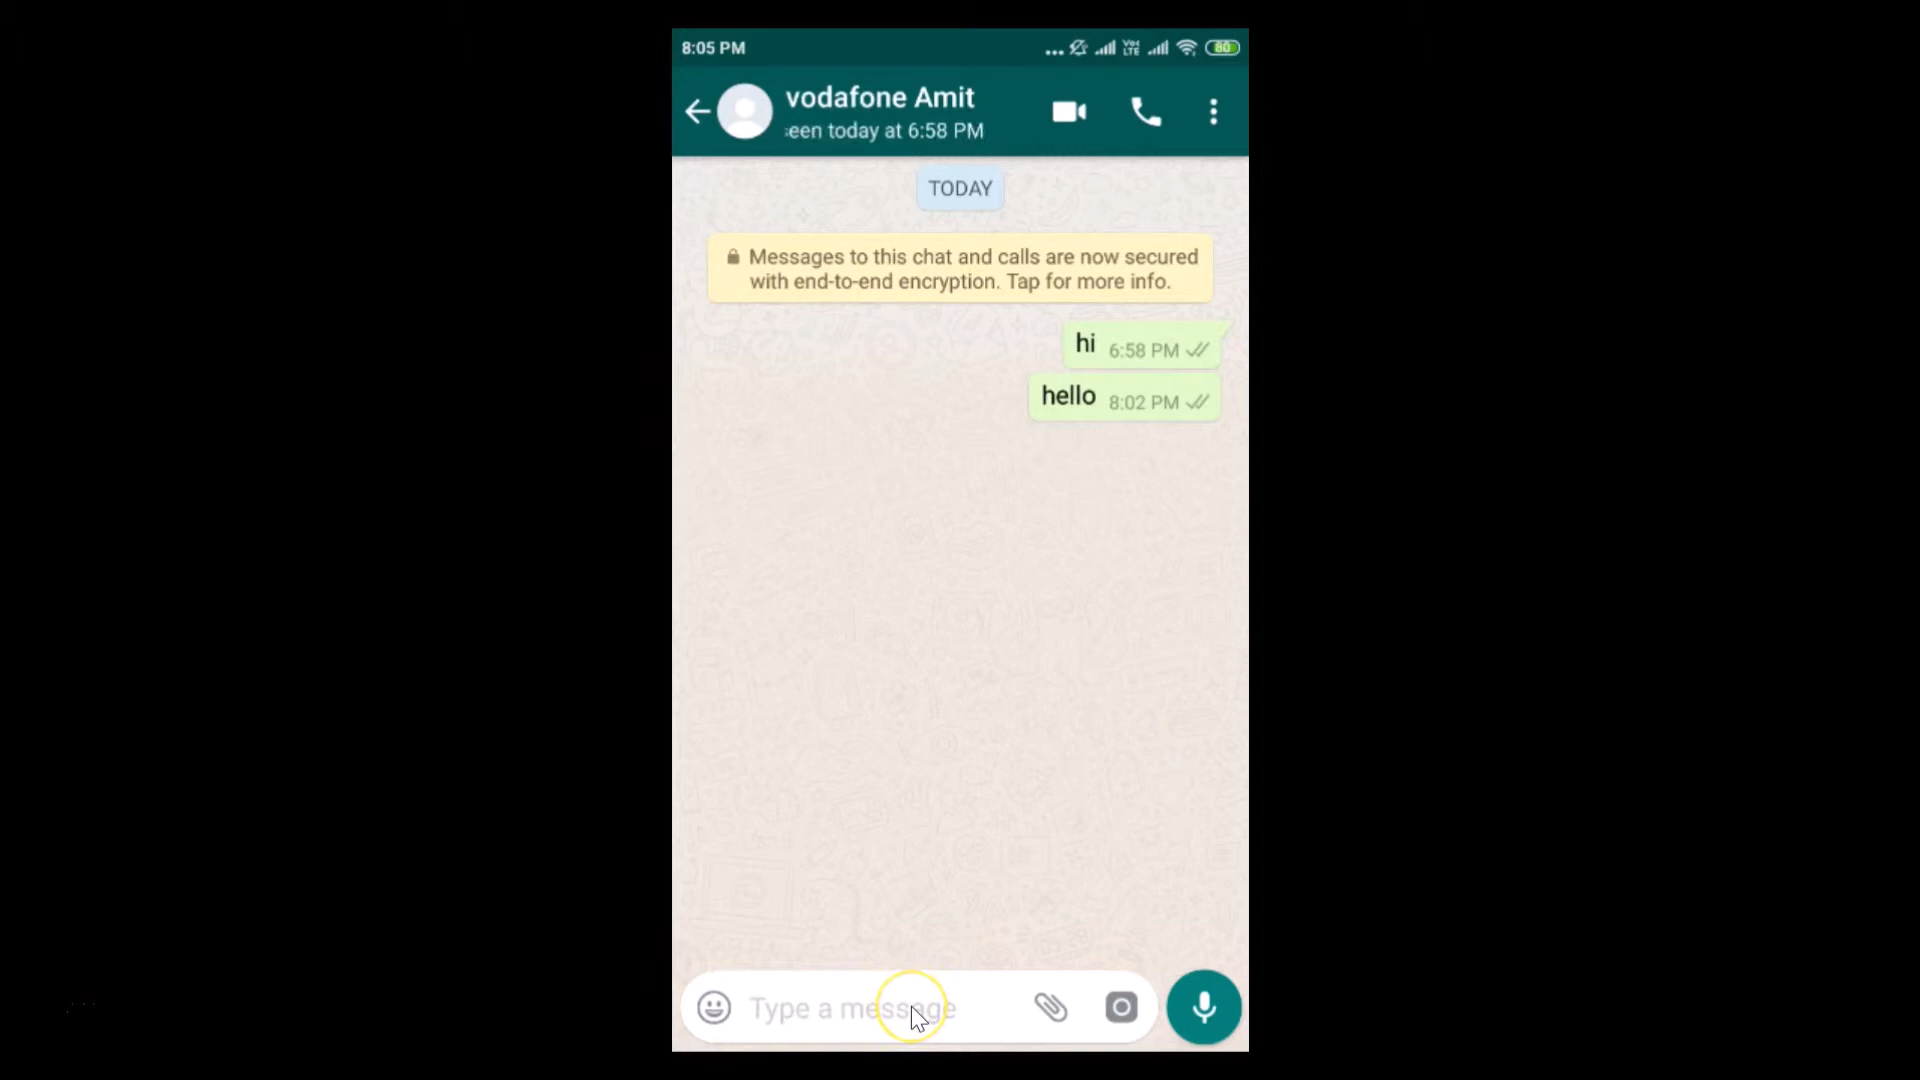 8:05 PM
VoLTE
80
vodafone Amit
een today at 6:58 PM
TODAY
Messages to this chat and calls are now secured
with end-to-end encryption. Tap for more info.
hi 6:58 PM
hello 8:02 PM
Type a message